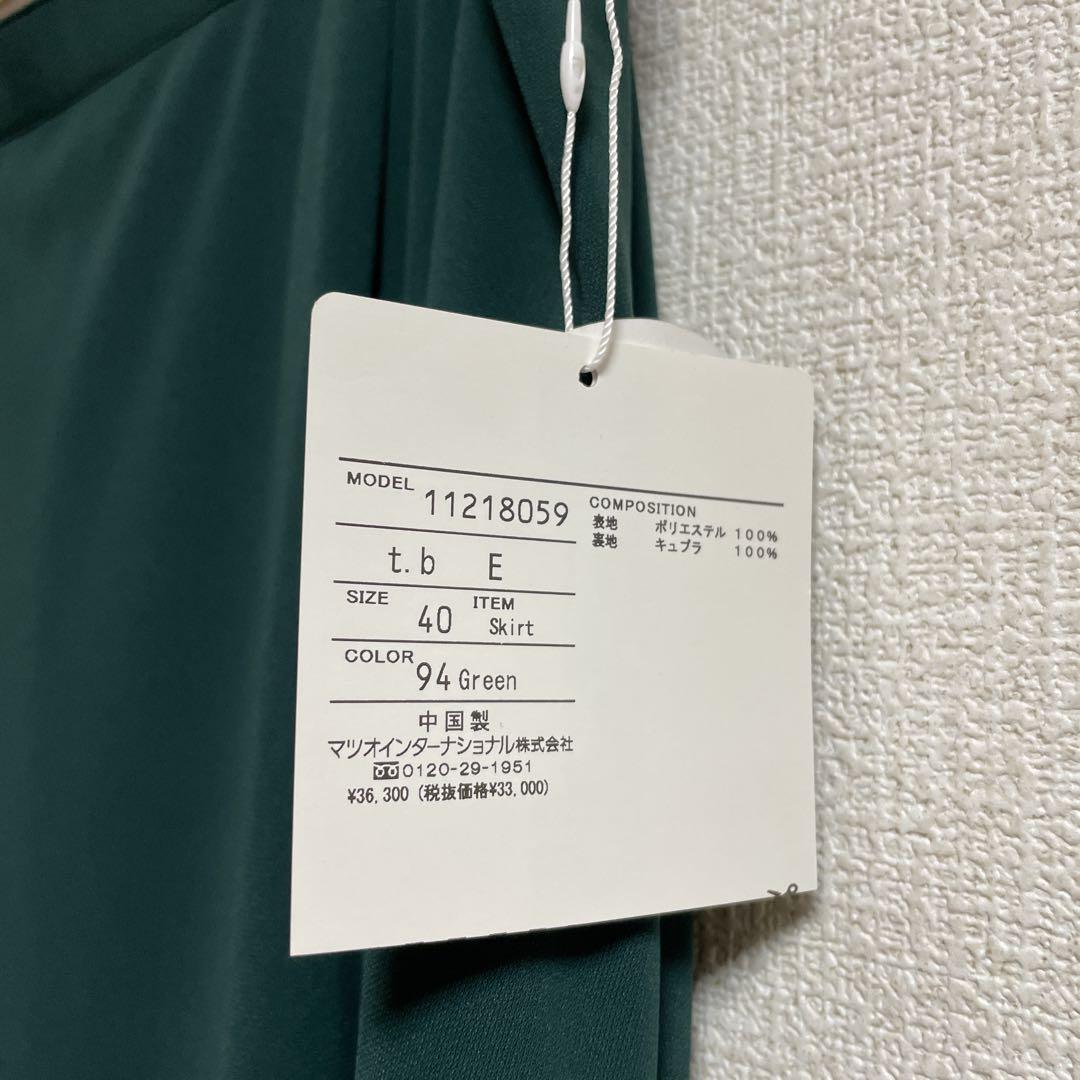 MODEL 11218059
t.b E
SIZE 40 ITEM Skirt
COLOR 94 Green
中国製
マツオインターナショナル株式会社
0120-29-1951
¥36,300 (税抜価格¥33,000)
COMPOSITION
表地 ポリエステル 100%
裏地 キュプラ 100%